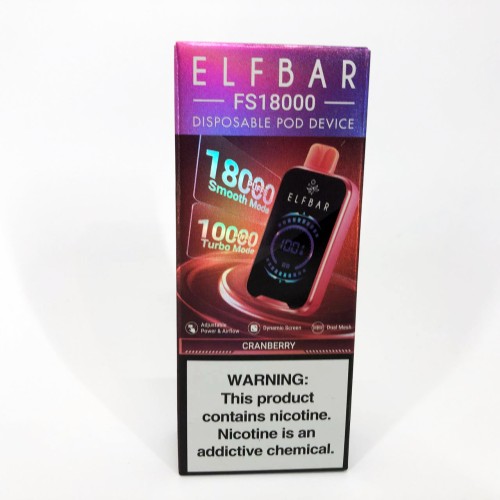 ELFBAR
FS18000
DISPOSABLE POD DEVICE
18000
Smooth Mode
10000
Turbo Mode
ELFBAR
Adjustable
Power & Airflow
Dynamic Screen
Dual Mesh
CRANBERRY
WARNING:
This product
contains nicotine.
Nicotine is an
addictive chemical.